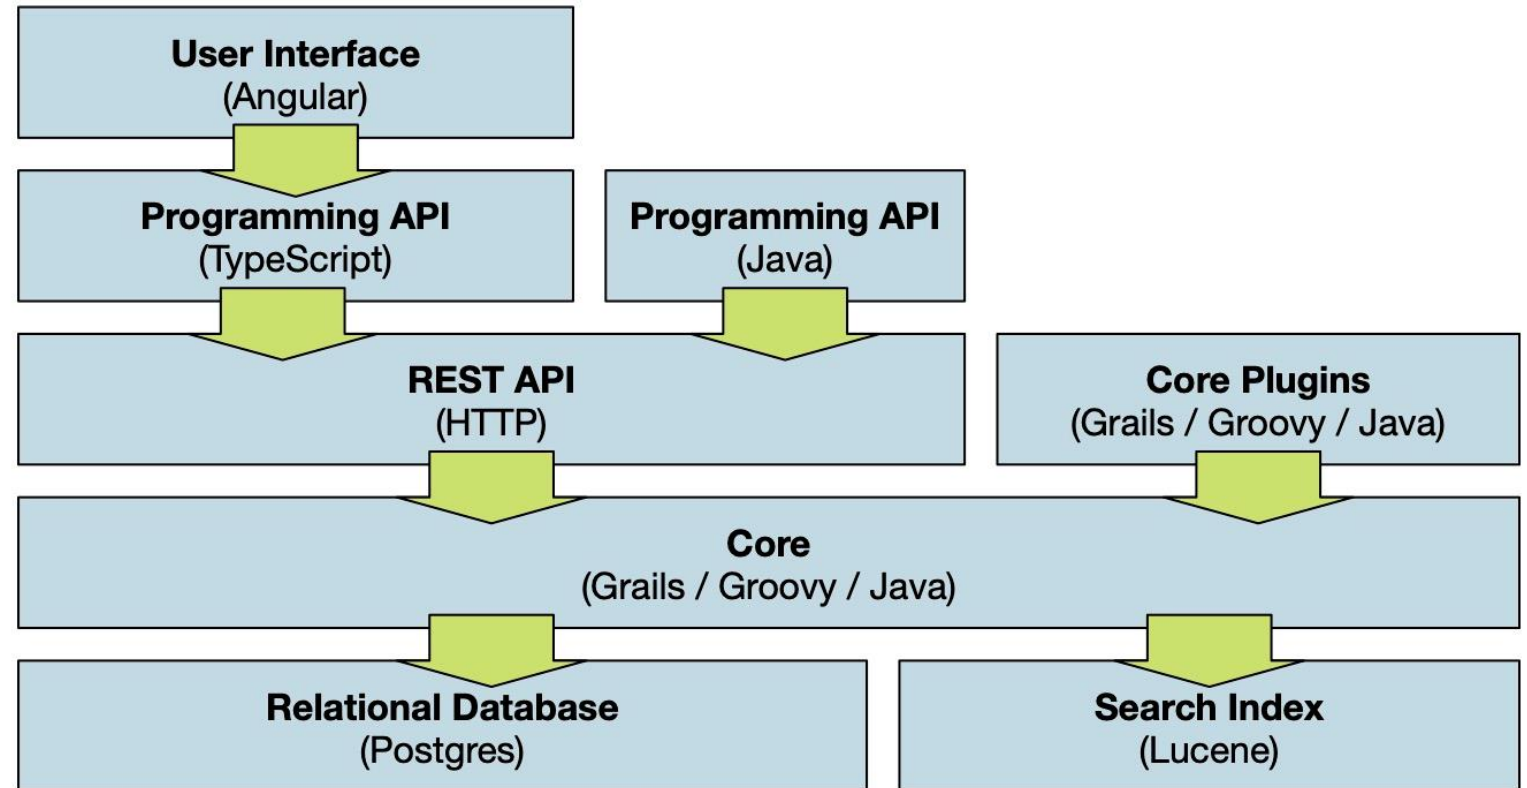 User Interface
(Angular)
Programming API
(TypeScript)
Programming API
(Java)
REST API
(HTTP)
Core Plugins
(Grails / Groovy / Java)
Core
(Grails / Groovy / Java)
Relational Database
(Postgres)
Search Index
(Lucene)